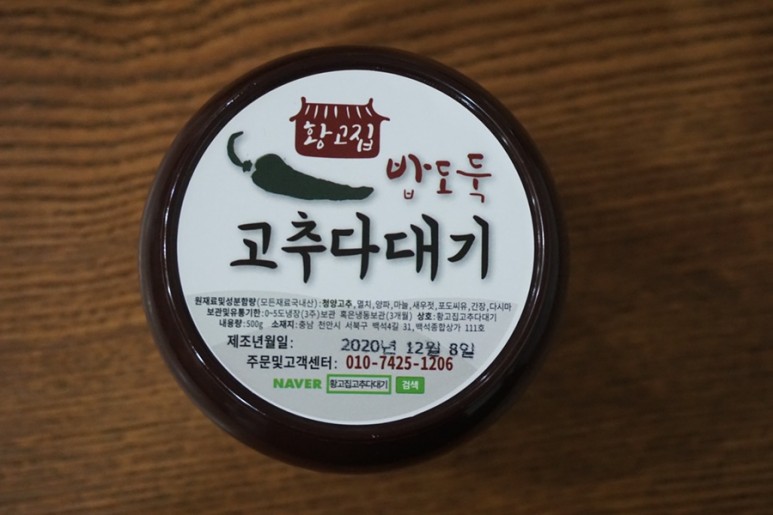 황고집
밥도둑
고추다대기
원재료및성분함량(모든재료국내산):청양고추,멸치,양파,마늘,새우젓,포도씨유,간장,다시마
보관및유통기한:0~5도냉장(3주)보관 혹은냉동보관(3개월) 상호:황고집고추다대기
내용량:500g 소재지:충남 천안시 서북구 백석4길 31,백석종합상가 111호
제조년월일: 2020년 12월 8일
주문및고객센터: 010-7425-1206
NAVER 황고집고추다대기 검색